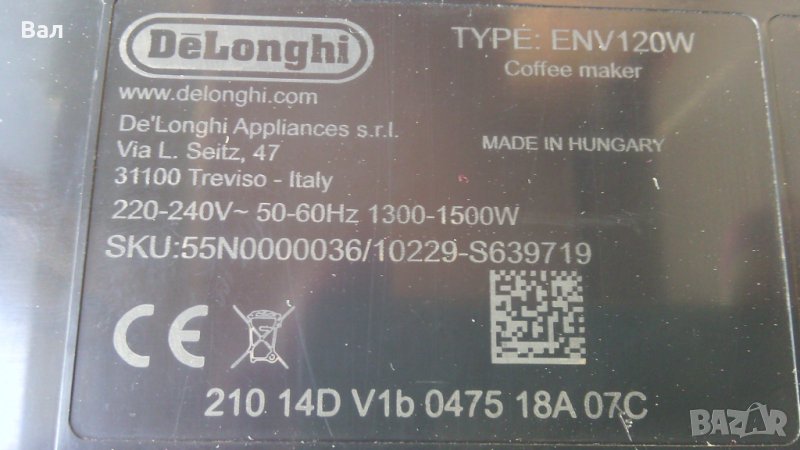 Вал
DēLonghi
TYPE: ENV120W
Coffee maker
www.delonghi.com
De'Longhi Appliances s.r.l.
Via L. Seitz, 47
31100 Treviso - Italy
MADE IN HUNGARY
220-240V~ 50-60Hz 1300-1500W
SKU:55N0000036/10229-S639719
CE
210 14D V1b 0475 18A 07C
BAZAR